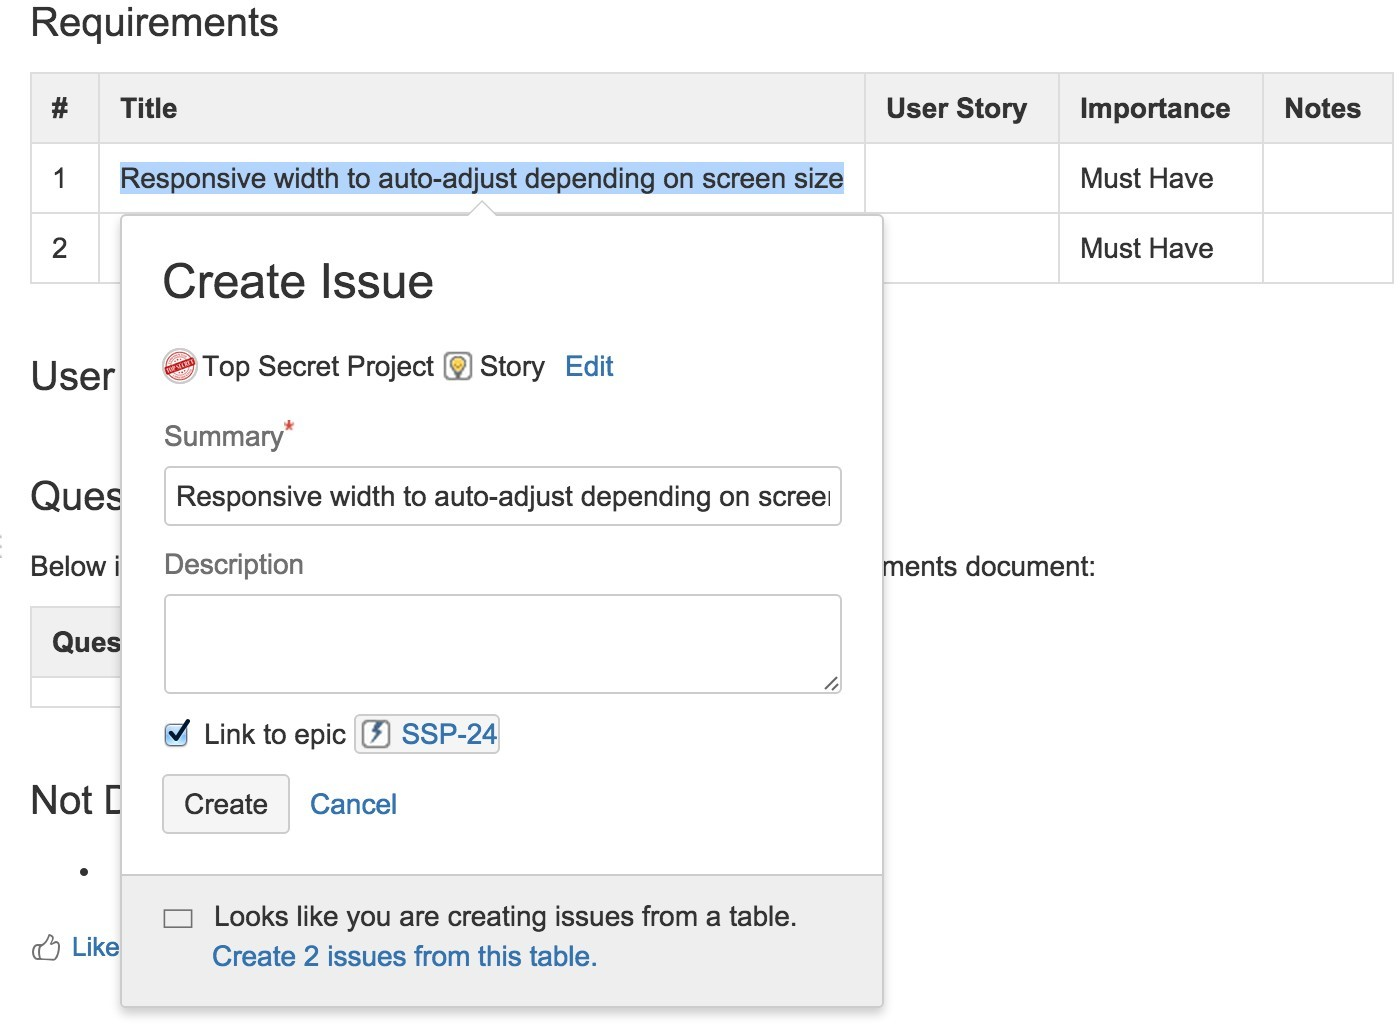 Requirements
# Title User Story Importance Notes
1 Responsive width to auto-adjust depending on screen size Must Have
2 Must Have
Create Issue
TOP SECRET Top Secret Project Story Edit
Summary*
Responsive width to auto-adjust depending on screen
Description
Link to epic SSP-24
Create Cancel
Looks like you are creating issues from a table.
Create 2 issues from this table.
User
Ques
Below i
ments document:
Ques
Not D
Like